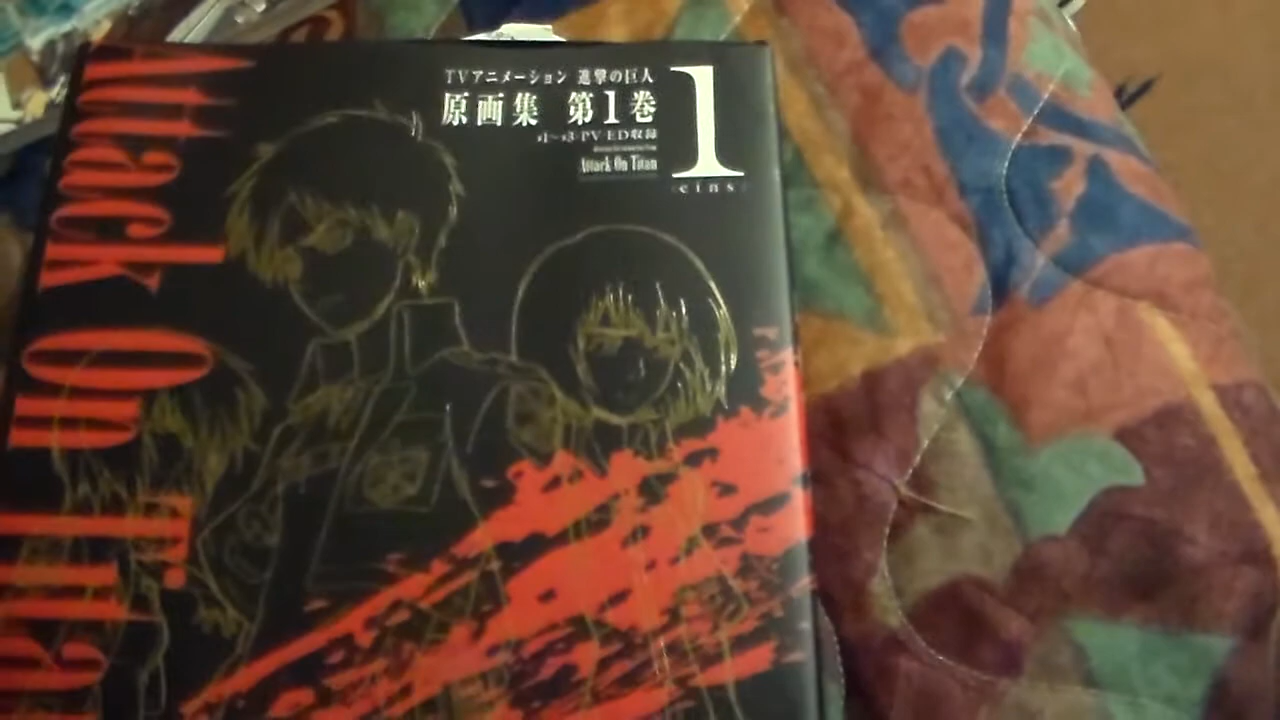 TVアニメーション 進撃の巨人
原画集 第1巻
#1~#3・PV・ED収録
Attack On Titan
1
eins
Attack On Tita